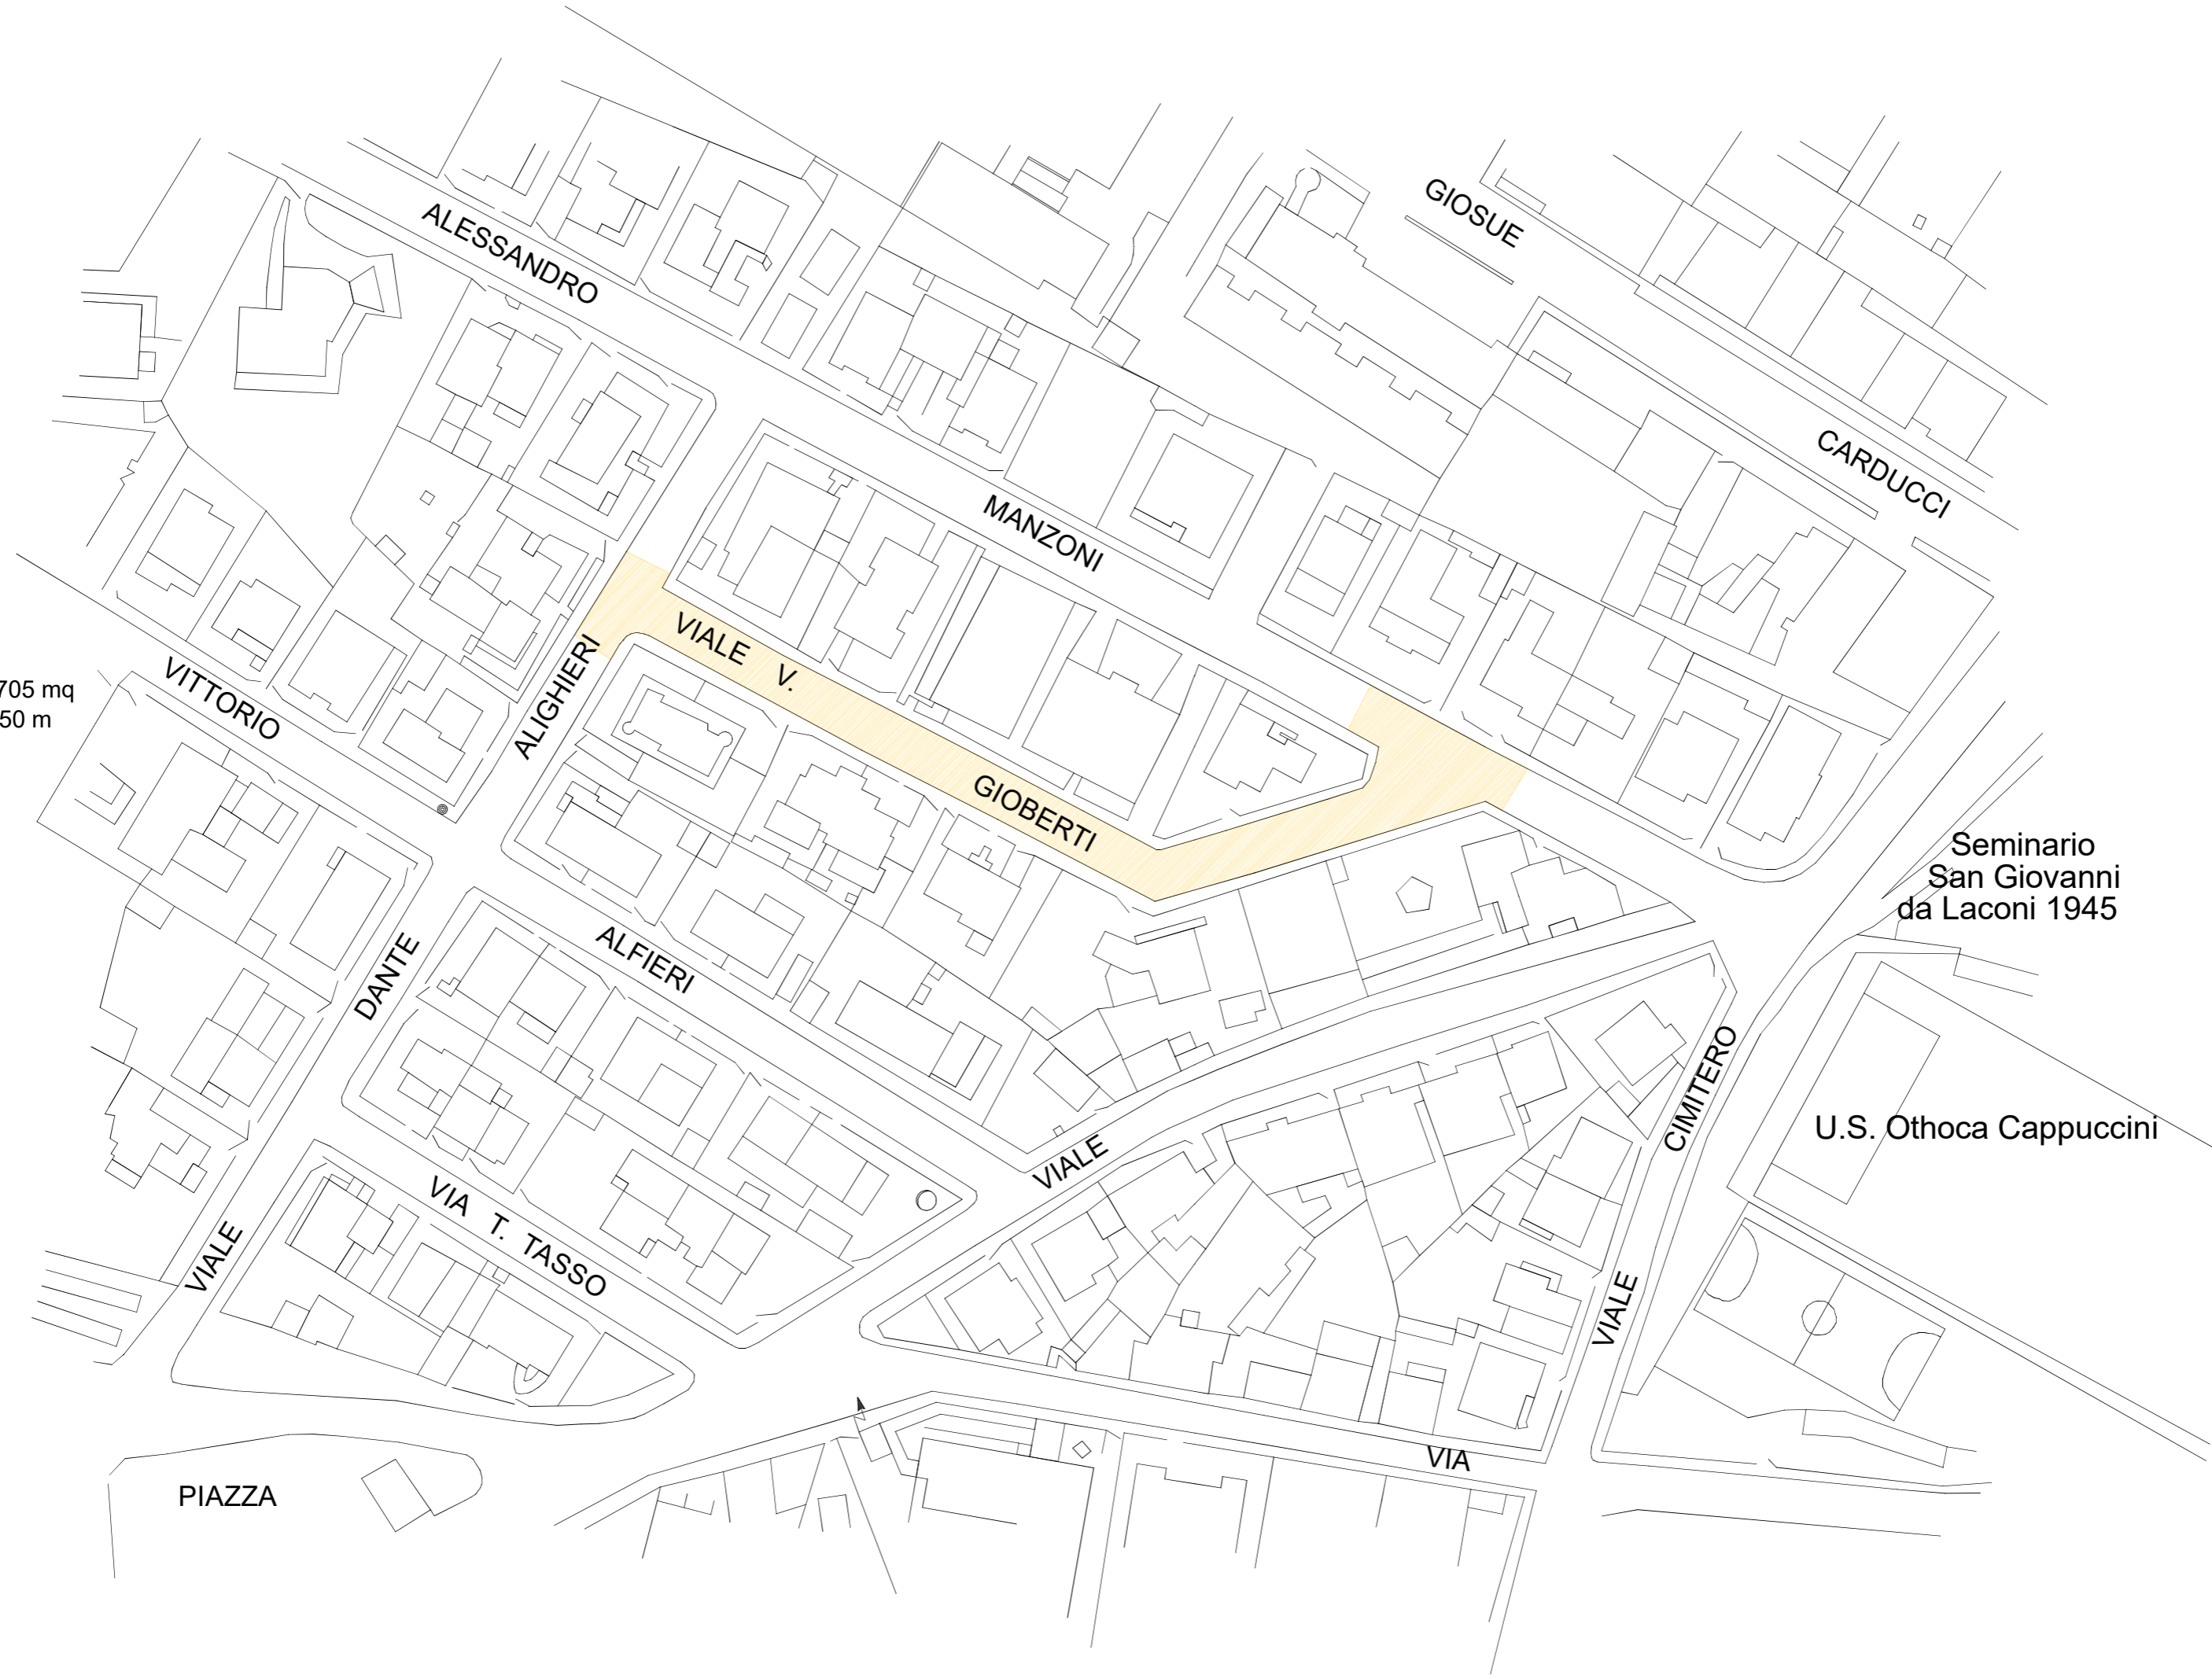 GIOSUE
CARDUCCI
ALESSANDRO
MANZONI
VIALE V.
GIOBERTI
VITTORIO
ALFIERI
705 mq
50 m
ALIGHIERI
DANTE
VIALE
Seminario
San Giovanni
da Laconi 1945
U.S. Othoca Cappuccini
CIMITERO
VIALE
VIALE
VIA T. TASSO
VIA
PIAZZA